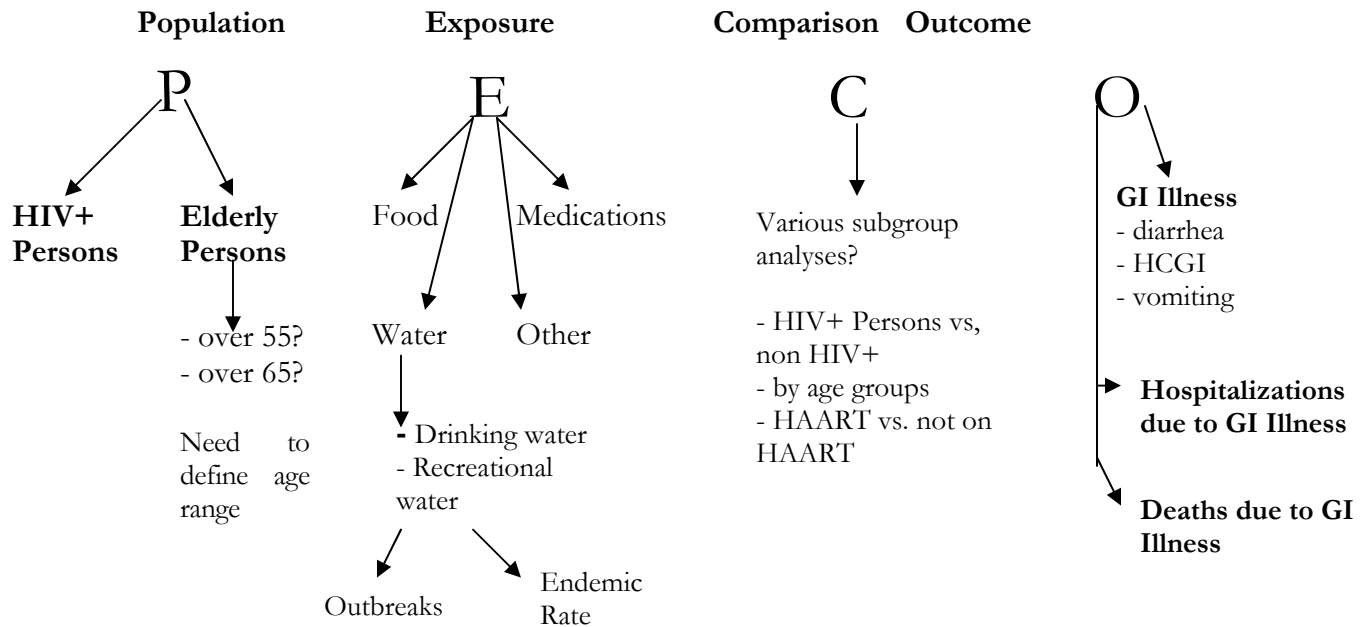 Population Exposure Comparison Outcome
P E C O
HIV+
Persons
Elderly
Persons
- over 55?
- over 65?
Need to
define age
range
Food
Medications
Water
Other
- Drinking water
- Recreational
water
Outbreaks
Endemic
Rate
Various subgroup
analyses?
- HIV+ Persons vs,
non HIV+
- by age groups
- HAART vs. not on
HAART
GI Illness
- diarrhea
- HCGI
- vomiting
Hospitalizations
due to GI Illness
Deaths due to GI
Illness